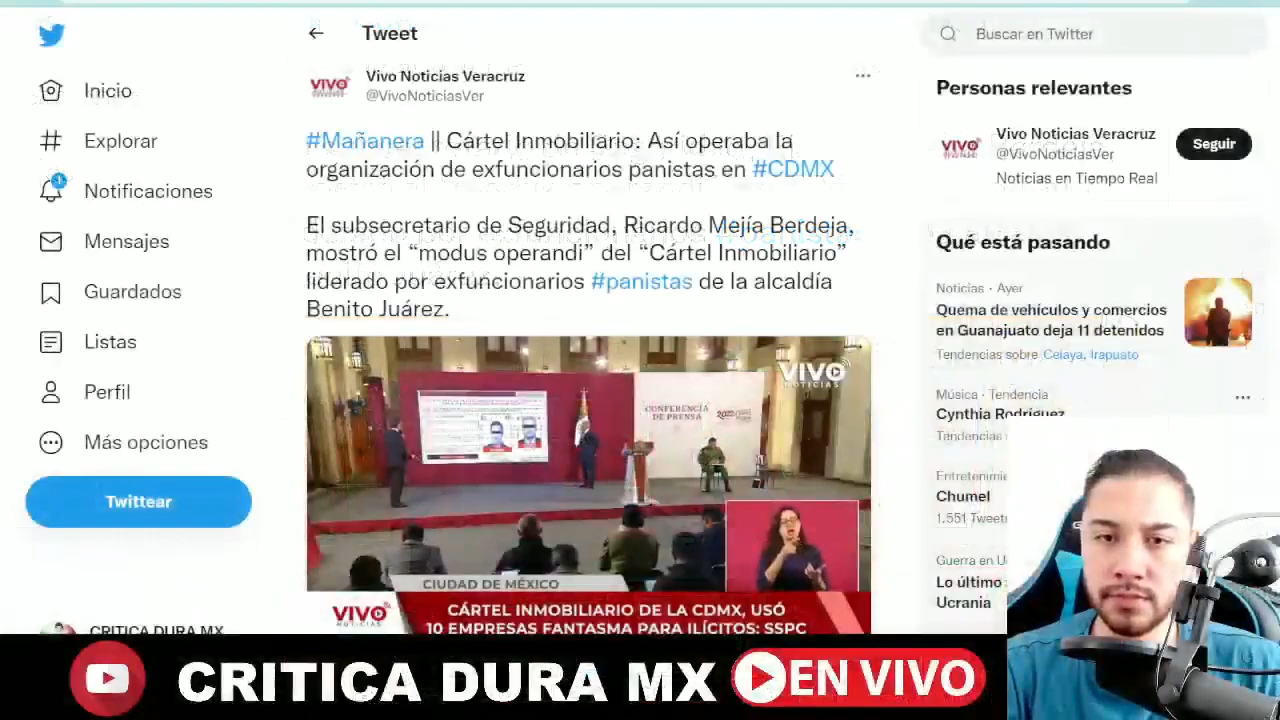 Tweet
Buscar en Twitter
Inicio
Explorar
Notificaciones
Mensajes
Guardados
Listas
Perfil
Más opciones
Twittear
CRITICA DURA MX
VIVO
Vivo Noticias Veracruz
@VivoNoticiasVer
#Mañanera || Cártel Inmobiliario: Así operaba la
organización de exfuncionarios panistas en #CDMX
El subsecretario de Seguridad, Ricardo Mejía Berdeja,
mostró el “modus operandi” del “Cártel Inmobiliario”
liderado por exfuncionarios #panistas de la alcaldía
Benito Juárez.
VIVO
NOTICIAS
CONFERENCIA
DE PRENSA
CIUDAD DE MÉXICO
VIVO
NOTICIAS
CÁRTEL INMOBILIARIO DE LA CDMX, USÓ
10 EMPRESAS FANTASMA PARA ILÍCITOS: SSPC
Personas relevantes
VIVO
Vivo Noticias Veracruz
@VivoNoticiasVer
Seguir
Noticias en Tiempo Real
Qué está pasando
Noticias · Ayer
Quema de vehículos y comercios
en Guanajuato deja 11 detenidos
Tendencias sobre Celaya, Irapuato
Música · Tendencia
Cynthia Rodríguez
Tendencias
Chumel
1.551
Guerra en
Lo último
Ucrania
CRITICA DURA MX
EN VIVO